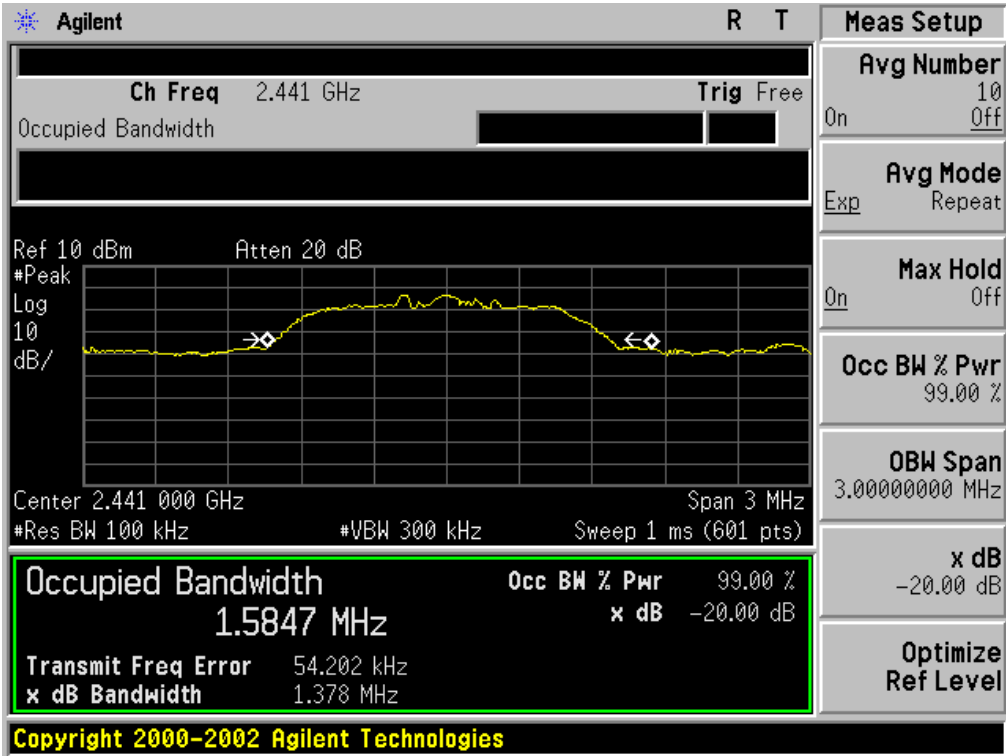 Agilent R T
Meas Setup
Ch Freq 2.441 GHz Trig Free
Occupied Bandwidth
Ref 10 dBm Atten 20 dB
#Peak
Log
10
dB/
Center 2.441 000 GHz Span 3 MHz
#Res BW 100 kHz #VBW 300 kHz Sweep 1 ms (601 pts)
Occupied Bandwidth Occ BW % Pwr 99.00 %
1.5847 MHz x dB -20.00 dB
Transmit Freq Error 54.202 kHz
x dB Bandwidth 1.378 MHz
Avg Number
10
On Off
Avg Mode
Exp Repeat
Max Hold
On Off
Occ BW % Pwr
99.00 %
OBW Span
3.00000000 MHz
x dB
-20.00 dB
Optimize
Ref Level
Copyright 2000-2002 Agilent Technologies